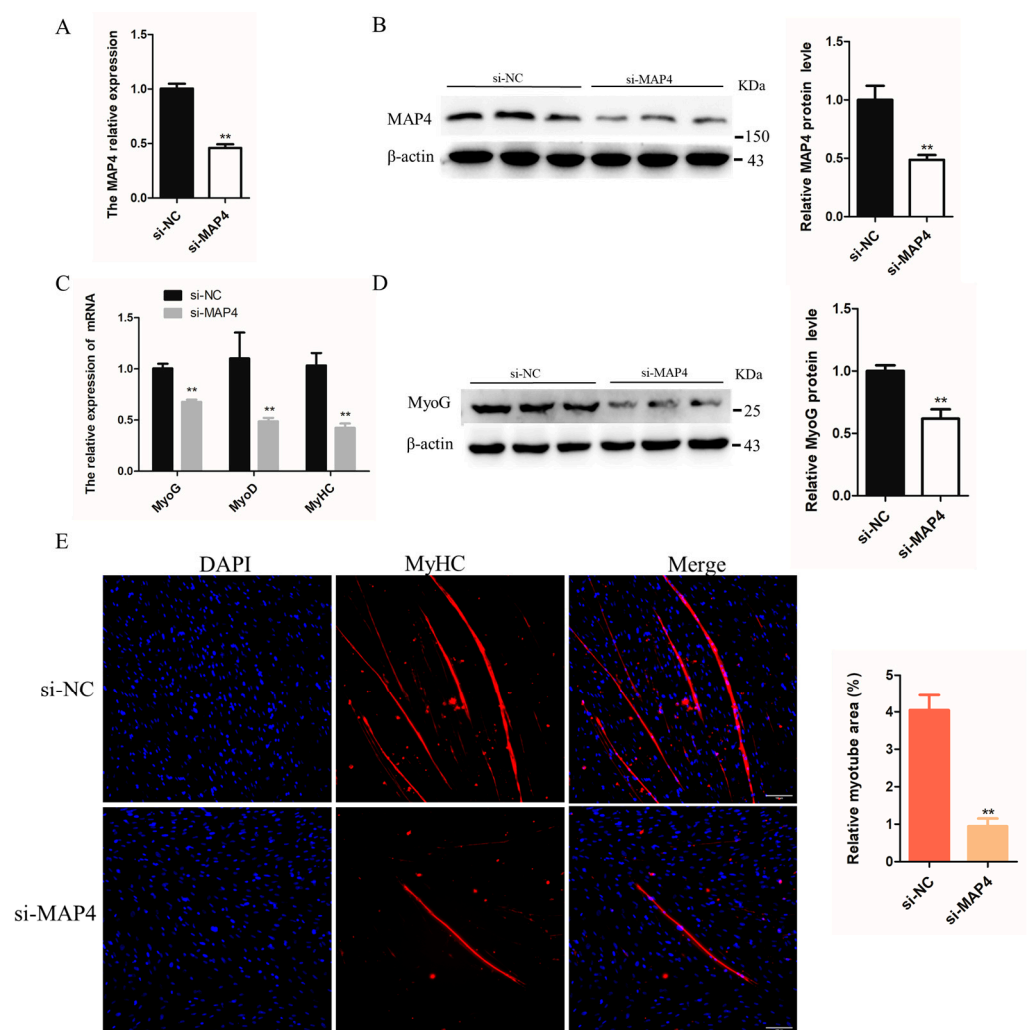 A
The MAP4 relative expression
1.5
1.0
0.5
0.0
si-NC
si-MAP4
**
B
si-NC
si-MAP4
KDa
MAP4
150
β-actin
43
Relative MAP4 protein levle
1.5
1.0
0.5
0.0
si-NC
si-MAP4
**
C
si-NC
si-MAP4
The relative expression of mRNA
1.5
1.0
0.5
0.0
**
**
**
MyoG
MyoD
MyHC
D
si-NC
si-MAP4
KDa
MyoG
25
β-actin
43
Relative MyoG protein levle
1.5
1.0
0.5
0.0
si-NC
si-MAP4
**
E
DAPI
MyHC
Merge
si-NC
si-MAP4
Relative myotube area (%)
5
4
3
2
1
0
si-NC
si-MAP4
**